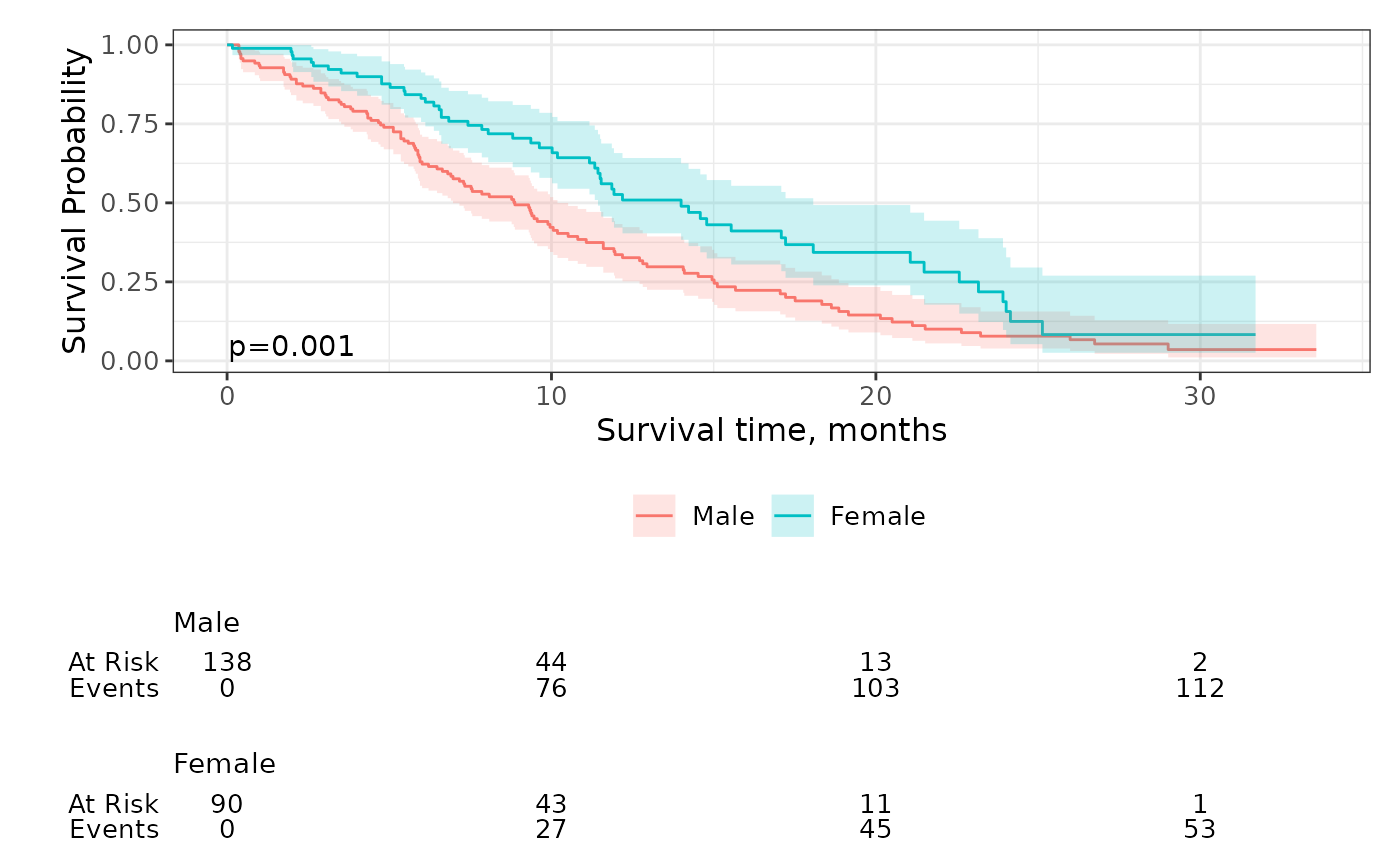 Survival Probability
1.00
0.75
0.50
0.25
0.00
p=0.001
0 10 20 30
Survival time, months
Male Female
Male
At Risk 138 44 13 2
Events 0 76 103 112
Female
At Risk 90 43 11 1
Events 0 27 45 53